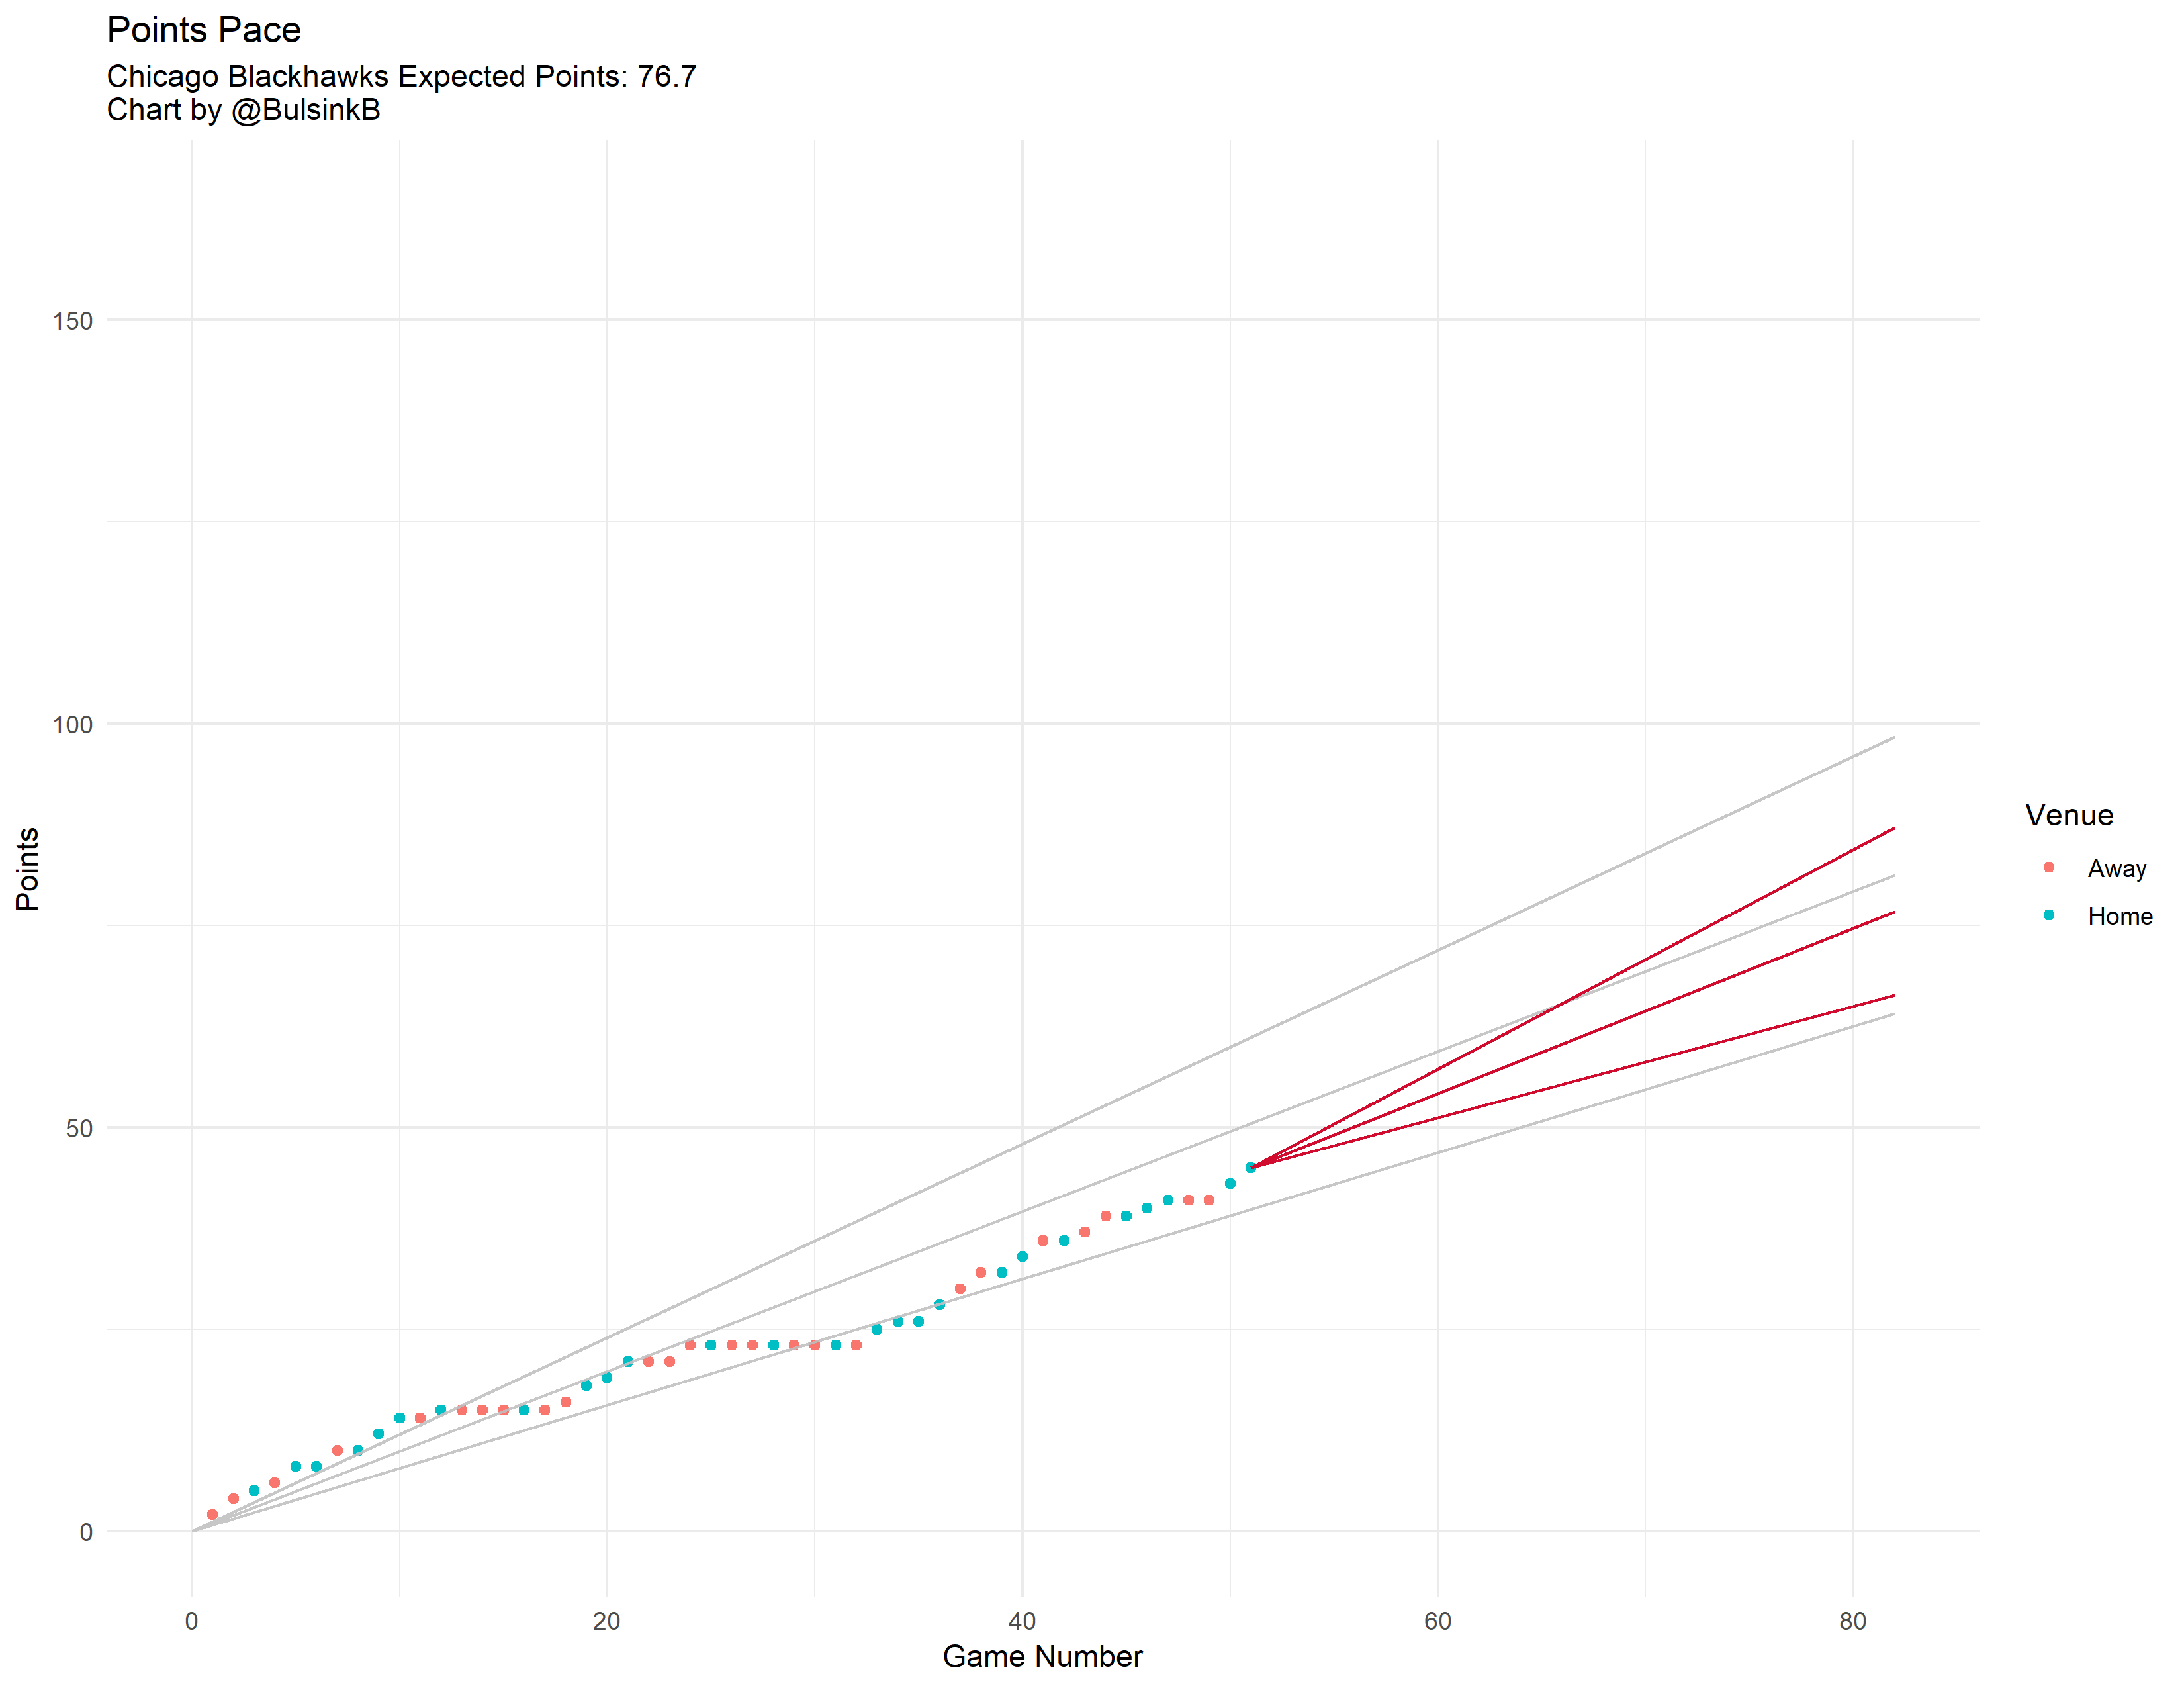 Points Pace
Chicago Blackhawks Expected Points: 76.7
Chart by @BulsinkB
150
100
50
0
Points
0 20 40 60 80
Game Number
Venue
Away
Home